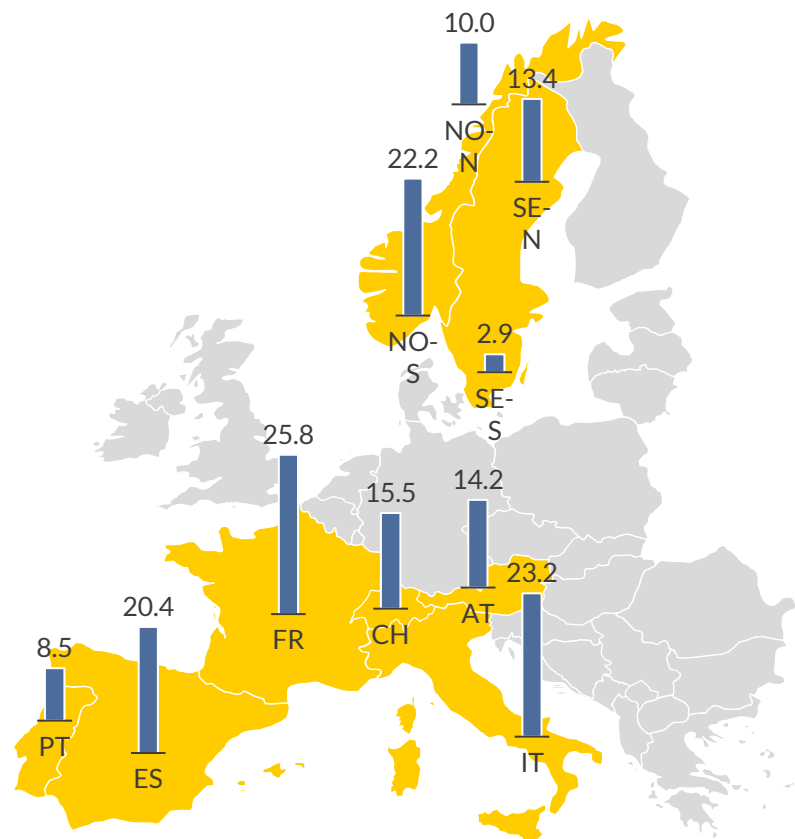 10.0
NO-
N
13.4
SE-
N
22.2
NO-
S
2.9
SE-
S
25.8
FR
15.5
CH
14.2
AT
23.2
IT
20.4
ES
8.5
PT